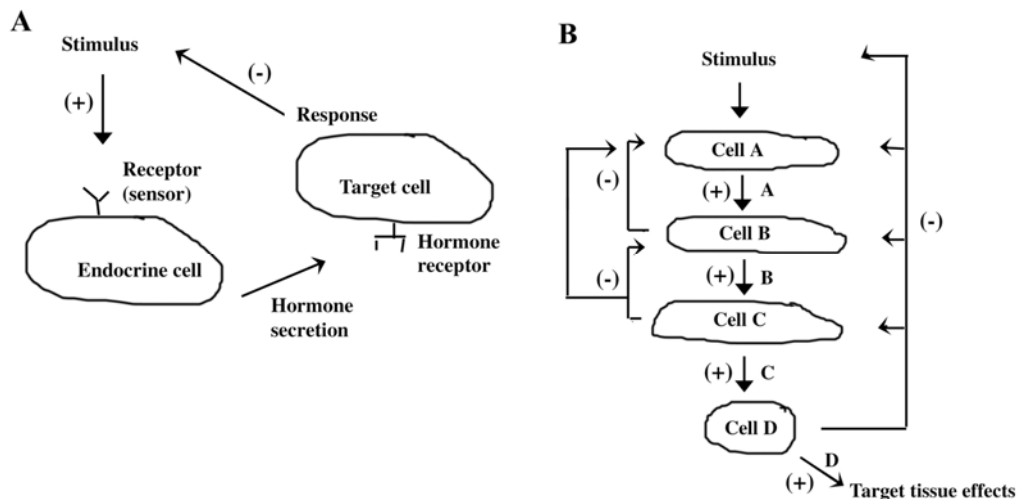 A
Stimulus
(+)
(-)
Response
Receptor
(sensor)
Target cell
Endocrine cell
Hormone
receptor
Hormone
secretion
B
Stimulus
Cell A
(-)
(+) A
Cell B
(-)
(-)
(+) B
Cell C
(+) C
Cell D
D
(+)
Target tissue effects